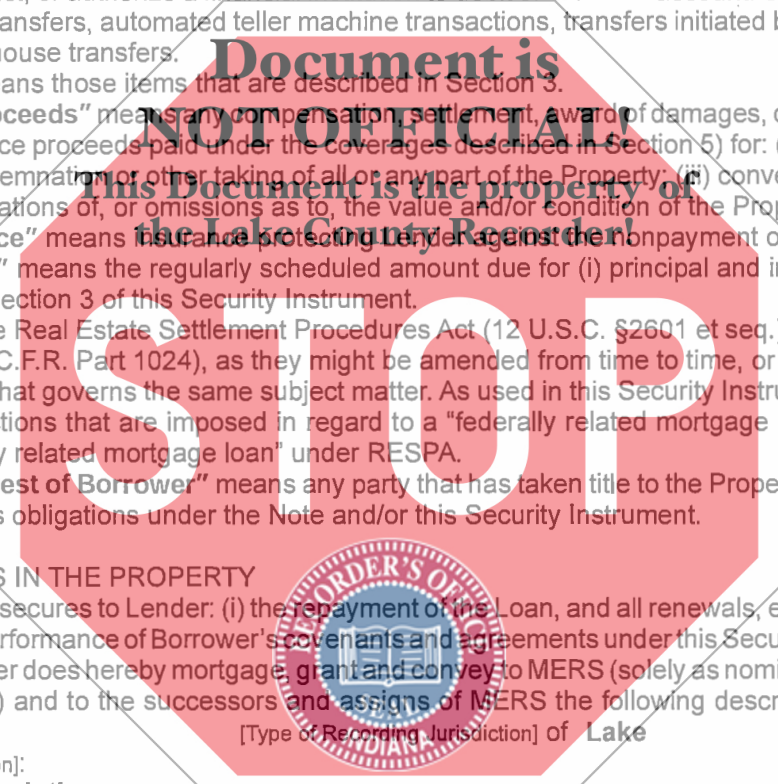 ansfers, automated teller machine transactions, transfers initiated b
ouse transfers.
Document is
ans those items that are described in Section 3.
NOT OFFICIAL!
oceeds” means any compensation, settlement, award of damages, o
ce proceeds paid under the coverages described in Section 5) for: (
This Document is the property of
emnation or other taking of all or any part of the Property; (iii) conve
ations of, or omissions as to, the value and/or condition of the Prop
the Lake County Recorder!
ce” means insurance protecting Lender against the nonpayment o
” means the regularly scheduled amount due for (i) principal and i
ection 3 of this Security Instrument.
STOP
e Real Estate Settlement Procedures Act (12 U.S.C. §2601 et seq.)
C.F.R. Part 1024), as they might be amended from time to time, or
hat governs the same subject matter. As used in this Security Instru
tions that are imposed in regard to a “federally related mortgage
y related mortgage loan” under RESPA.
est of Borrower” means any party that has taken title to the Prope
s obligations under the Note and/or this Security Instrument.
S IN THE PROPERTY
secures to Lender: (i) the repayment of the Loan, and all renewals, e
rformance of Borrower's covenants and agreements under this Secu
er does hereby mortgage, grant and convey to MERS (solely as nomi
) and to the successors and assigns of MERS the following descr
[Type of Recording Jurisdiction] of Lake
on]:
RECORDER'S OFFICE
SEAL
INDIANA